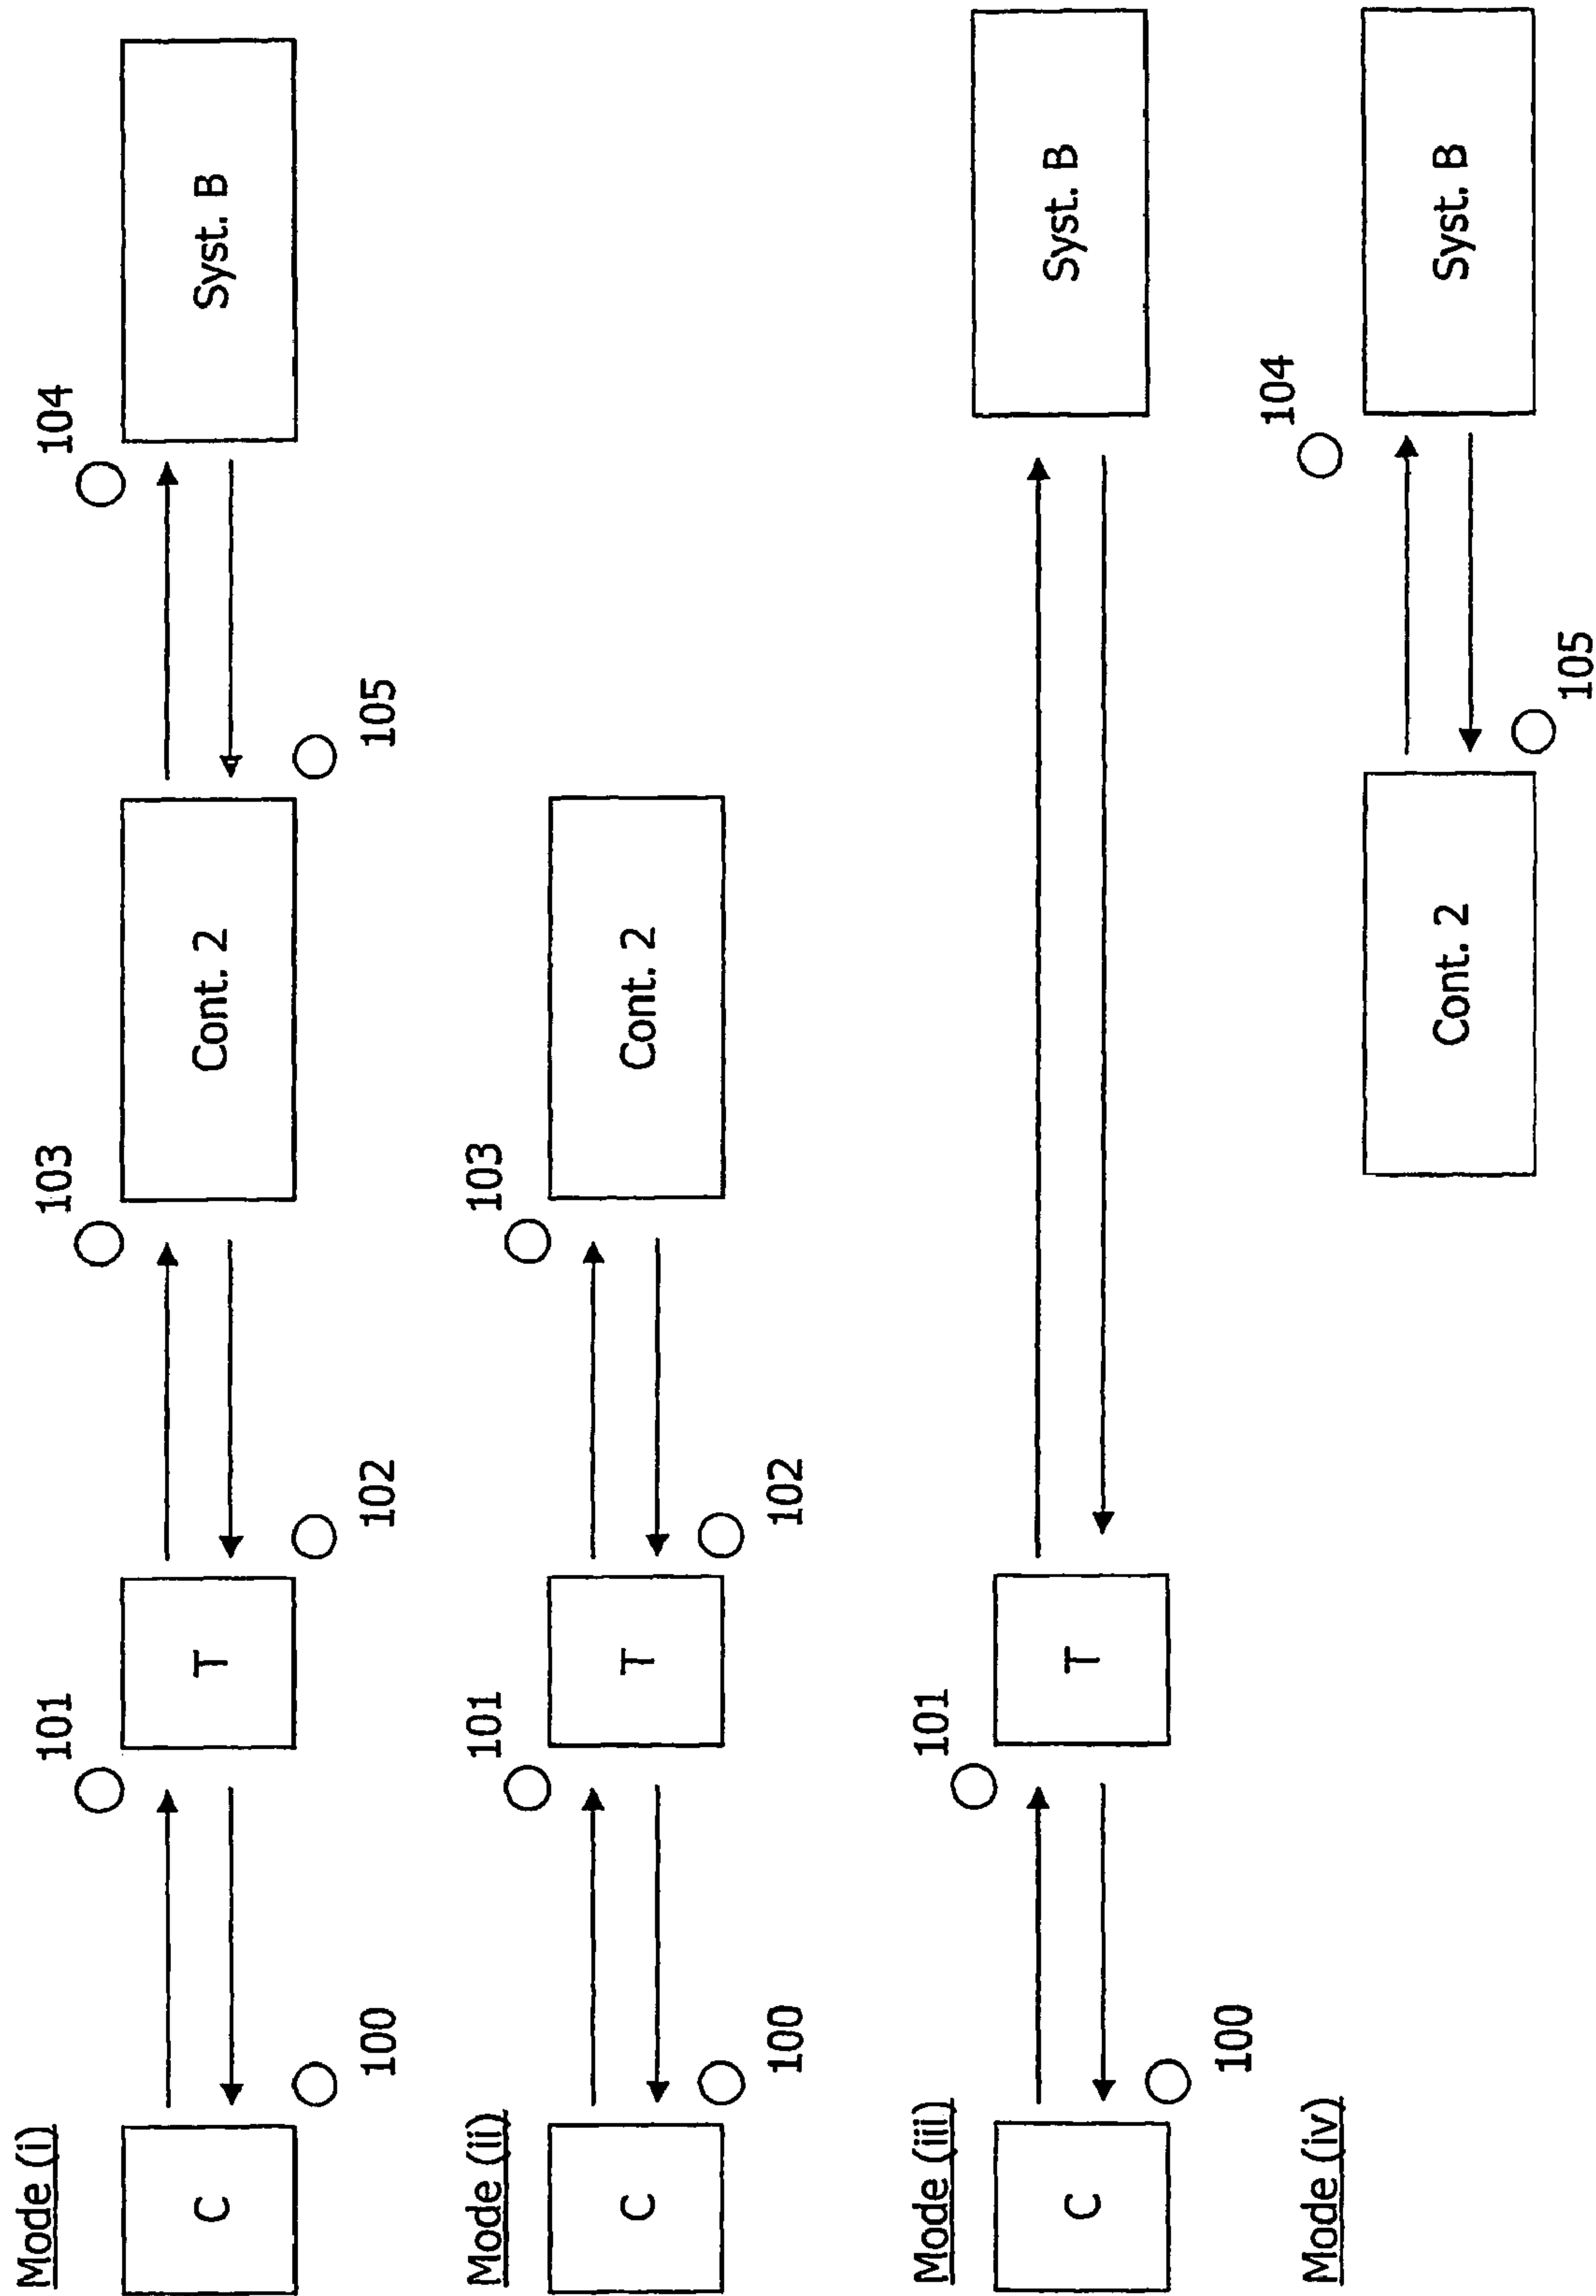 Mode (i)
101
103
104
C
T
Cont. 2
Syst. B
100
102
105
Mode (ii)
101
103
C
T
Cont. 2
100
102
Mode (iii)
101
C
T
Syst. B
100
Mode (iv)
104
Cont. 2
Syst. B
105